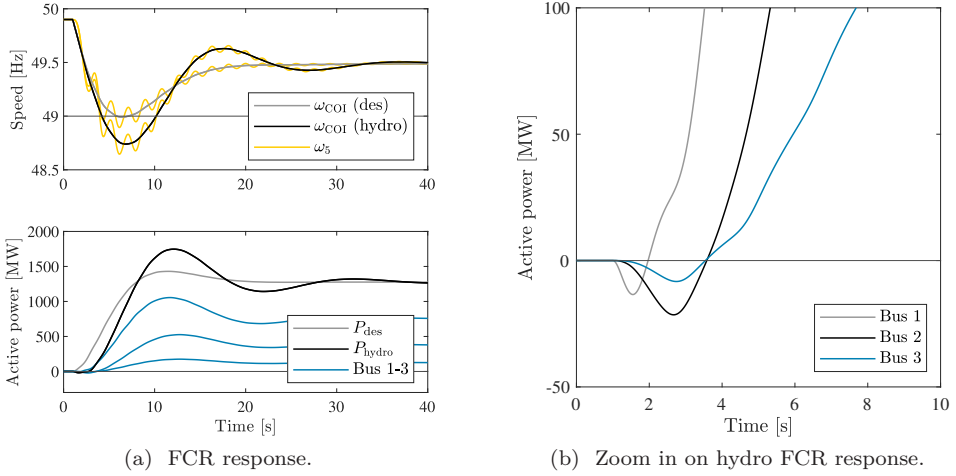 50
49.5
49
48.5
Speed [Hz]
ω_COI (des)
ω_COI (hydro)
ω_5
0
10
20
30
40
2000
1500
1000
500
0
Active power [MW]
P_des
P_hydro
Bus 1-3
0
10
20
30
40
Time [s]
(a) FCR response.
100
50
0
-50
Active power [MW]
Bus 1
Bus 2
Bus 3
0
2
4
6
8
10
Time [s]
(b) Zoom in on hydro FCR response.